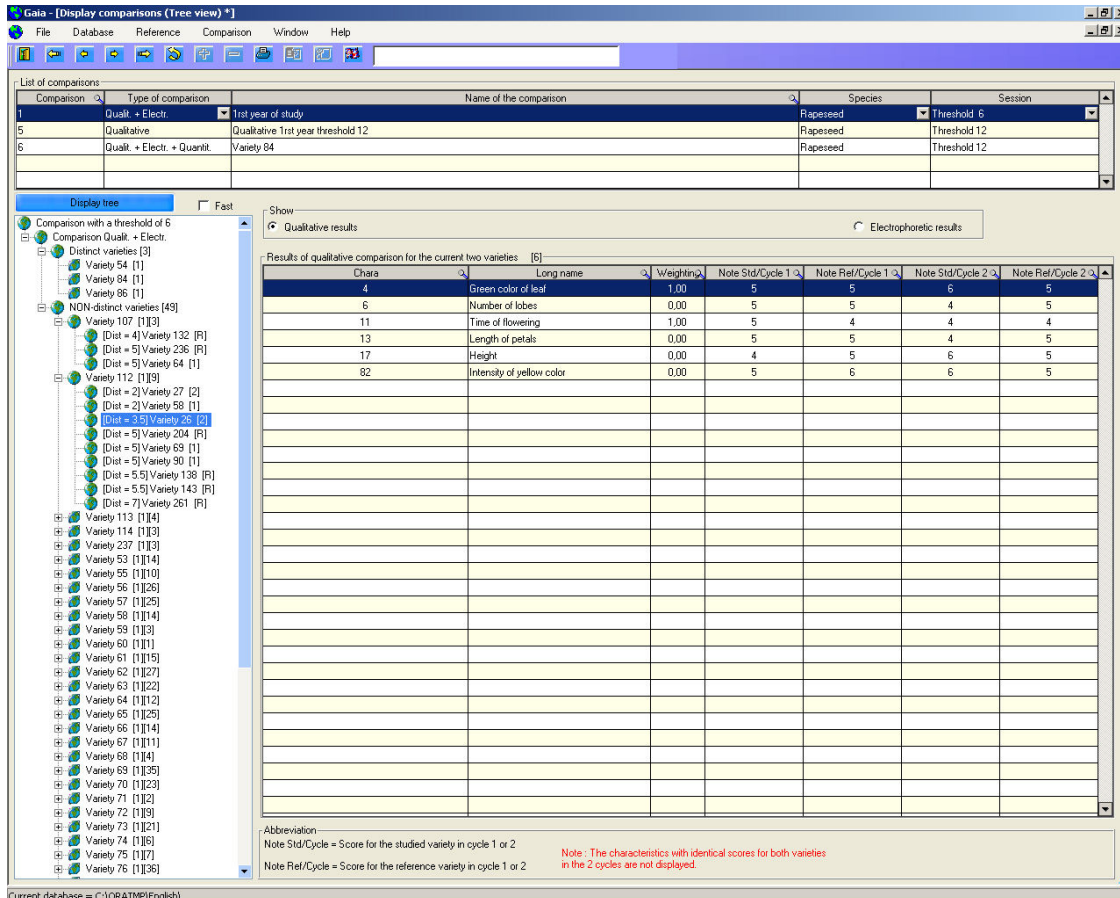 Gaia - [Display comparisons (Tree view) *]
File Database Reference Comparison Window Help
List of comparisons
Comparison Type of comparison Name of the comparison Species Session
1 Qualit. + Electr. 1rst year of study Rapeseed Threshold 6
5 Qualitative Qualitative 1rst year threshold 12 Rapeseed Threshold 12
6 Qualit. + Electr. + Quantit. Variety 84 Rapeseed Threshold 12
Display tree Fast
Comparison with a threshold of 6
Comparison Qualit. + Electr.
Distinct varieties [3]
Variety 54 [1]
Variety 84 [1]
Variety 86 [1]
NON-distinct varieties [49]
Variety 107 [1][3]
[Dist = 4] Variety 132 [R]
[Dist = 5] Variety 236 [R]
[Dist = 5] Variety 64 [1]
Variety 112 [1][9]
[Dist = 2] Variety 27 [2]
[Dist = 2] Variety 58 [1]
[Dist = 3.5] Variety 26 [2]
[Dist = 5] Variety 204 [R]
[Dist = 5] Variety 69 [1]
[Dist = 5] Variety 90 [1]
[Dist = 5.5] Variety 138 [R]
[Dist = 5.5] Variety 143 [R]
[Dist = 7] Variety 261 [R]
Variety 113 [1][4]
Variety 114 [1][3]
Variety 237 [1][3]
Variety 53 [1][14]
Variety 55 [1][10]
Variety 56 [1][26]
Variety 57 [1][25]
Variety 58 [1][14]
Variety 59 [1][3]
Variety 60 [1][1]
Variety 61 [1][15]
Variety 62 [1][27]
Variety 63 [1][22]
Variety 64 [1][12]
Variety 65 [1][25]
Variety 66 [1][14]
Variety 67 [1][11]
Variety 68 [1][4]
Variety 69 [1][35]
Variety 70 [1][23]
Variety 71 [1][2]
Variety 72 [1][9]
Variety 73 [1][21]
Variety 74 [1][6]
Variety 75 [1][7]
Variety 76 [1][36]
Show
Qualitative results Electrophoretic results
Results of qualitative comparison for the current two varieties [6]
Chara Long name Weighting Note Std/Cycle 1 Note Ref/Cycle 1 Note Std/Cycle 2 Note Ref/Cycle 2
4 Green color of leaf 1,00 5 5 6 5
6 Number of lobes 0,00 5 5 4 5
11 Time of flowering 1,00 5 4 4 4
13 Length of petals 0,00 5 5 4 5
17 Height 0,00 4 5 6 5
82 Intensity of yellow color 0,00 5 6 6 5
Abbreviation
Note Std/Cycle = Score for the studied variety in cycle 1 or 2
Note Ref/Cycle = Score for the reference variety in cycle 1 or 2
Note : The characteristics with identical scores for both varieties
in the 2 cycles are not displayed.
Current database = C:\ORATMP\English\